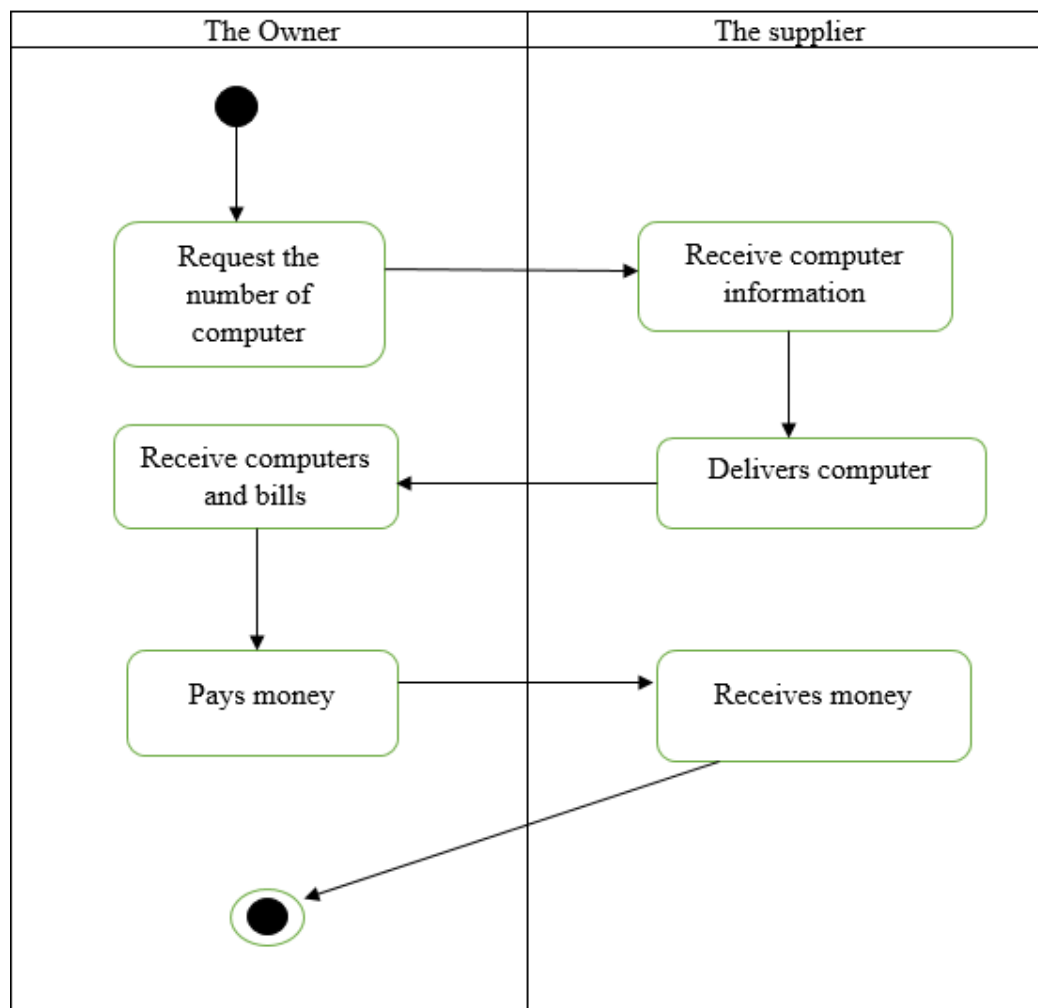 The Owner
The supplier
Request the
number of
computer
Receive computer
information
Receive computers
and bills
Delivers computer
Pays money
Receives money